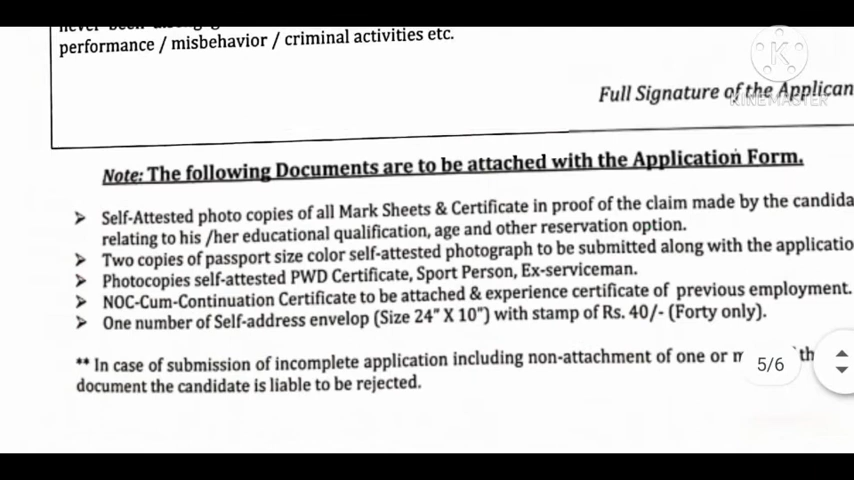 performance / misbehavior / criminal activities etc.
Full Signature of the Applican
KINEMASTER
Note: The following Documents are to be attached with the Application Form.
➢ Self-Attested photo copies of all Mark Sheets & Certificate in proof of the claim made by the candida
relating to his /her educational qualification, age and other reservation option.
➢ Two copies of passport size color self-attested photograph to be submitted along with the applicatio
➢ Photocopies self-attested PWD Certificate, Sport Person, Ex-serviceman.
➢ NOC-Cum-Continuation Certificate to be attached & experience certificate of previous employment.
➢ One number of Self-address envelop (Size 24" X 10") with stamp of Rs. 40/- (Forty only).
** In case of submission of incomplete application including non-attachment of one or m
5/6
document the candidate is liable to be rejected.